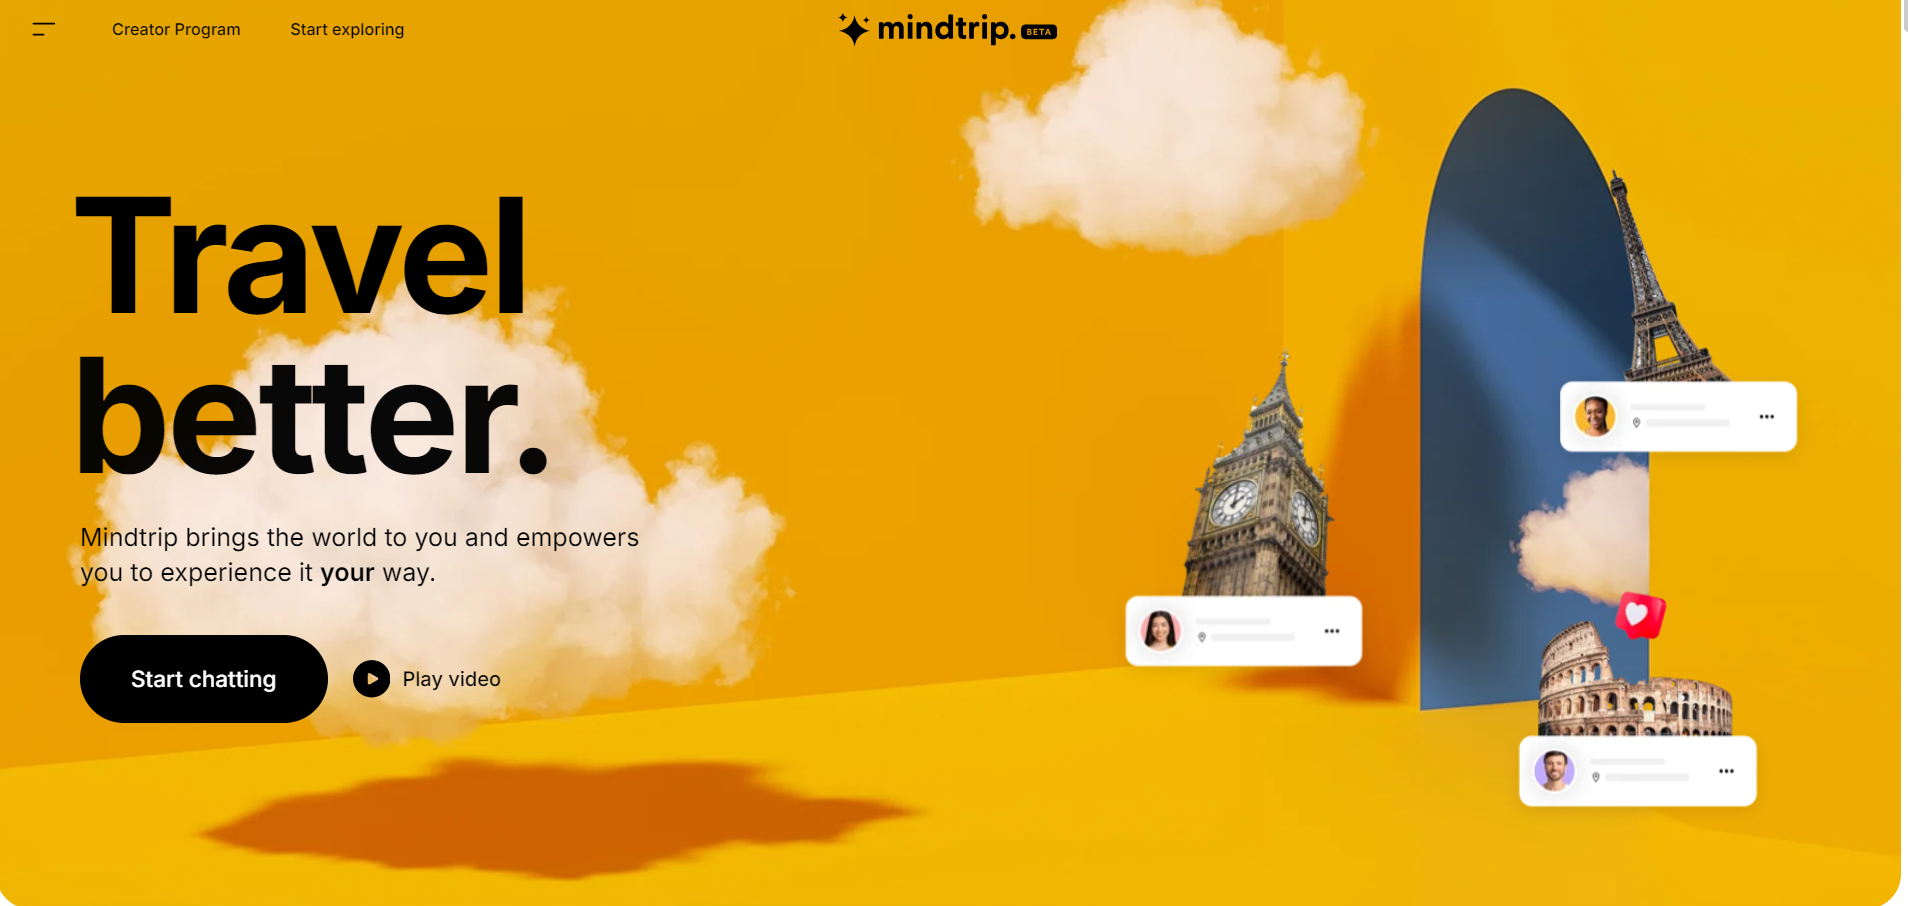 Creator Program
Start exploring
mindtrip. BETA
Travel
better.
Mindtrip brings the world to you and empowers
you to experience it your way.
Start chatting
Play video